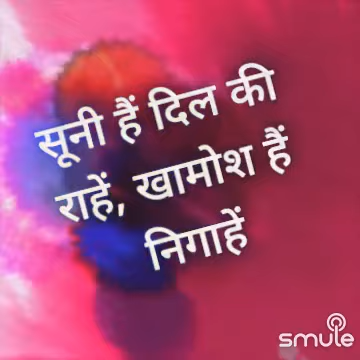 सूनी हैं दिल की
राहें, खामोश हैं
निगाहें
smule